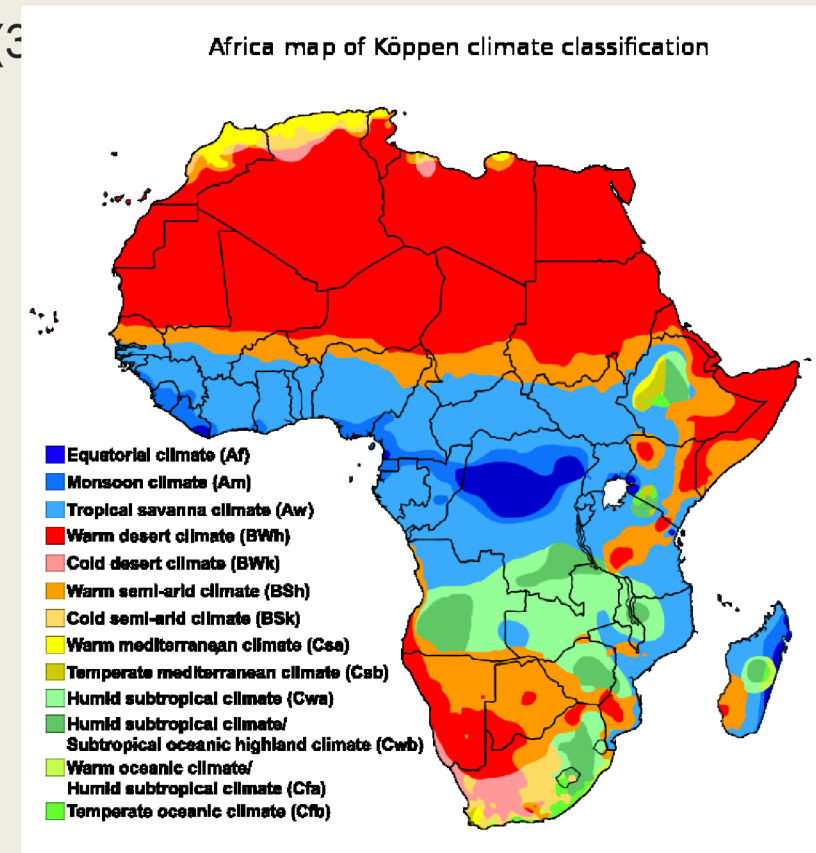 (3
Africa map of Köppen climate classification
Equatorial climate (Af)
Monsoon climate (Am)
Tropical savanna climate (Aw)
Warm desert climate (BWh)
Cold desert climate (BWk)
Warm semi-arid climate (BSh)
Cold semi-arid climate (BSk)
Warm mediterranean climate (Csa)
Temperate mediterranean climate (Csb)
Humid subtropical climate (Cwa)
Humid subtropical climate/
Subtropical oceanic highland climate (Cwb)
Warm oceanic climate/
Humid subtropical climate (Cfa)
Temperate oceanic climate (Cfb)